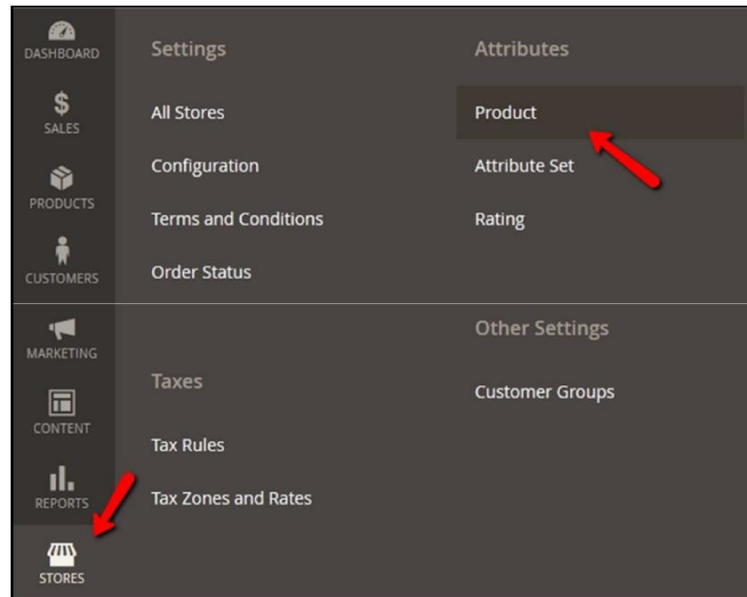 DASHBOARD
SALES
PRODUCTS
CUSTOMERS
MARKETING
CONTENT
REPORTS
STORES
Settings
All Stores
Configuration
Terms and Conditions
Order Status
Taxes
Tax Rules
Tax Zones and Rates
Attributes
Product
Attribute Set
Rating
Other Settings
Customer Groups